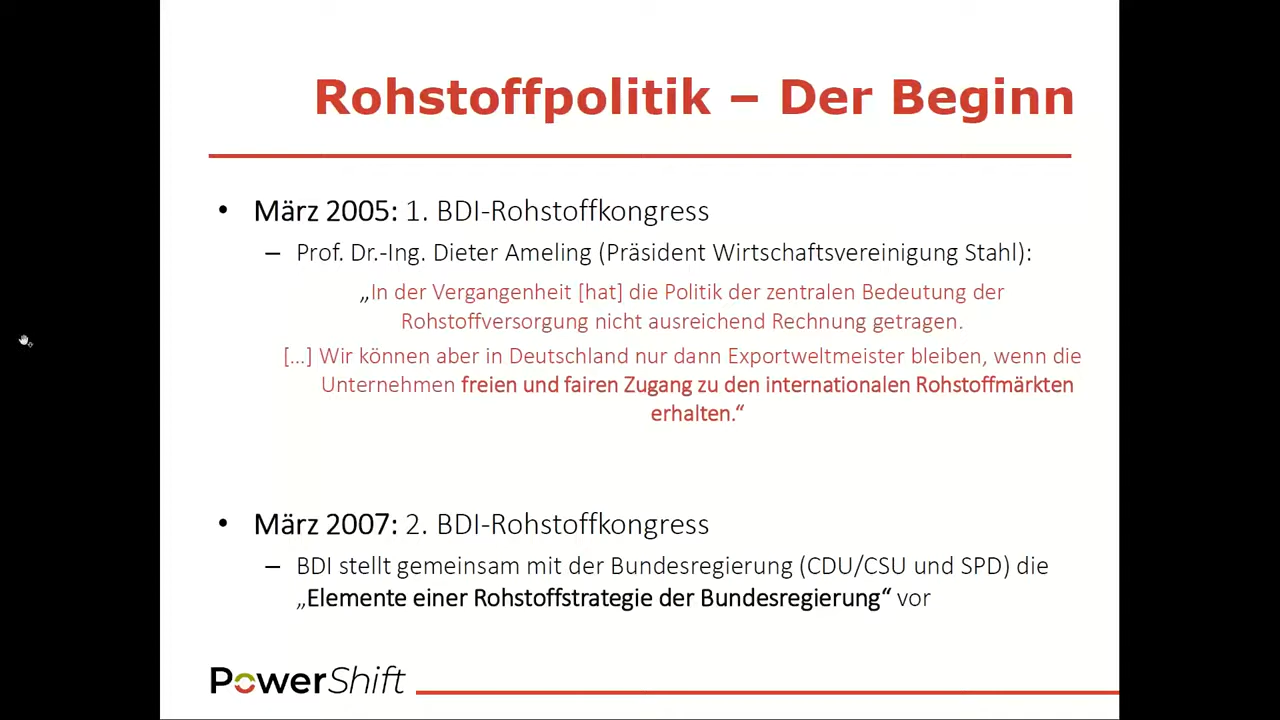 Rohstoffpolitik – Der Beginn
• März 2005: 1. BDI-Rohstoffkongress
– Prof. Dr.-Ing. Dieter Ameling (Präsident Wirtschaftsvereinigung Stahl):
„In der Vergangenheit [hat] die Politik der zentralen Bedeutung der
Rohstoffversorgung nicht ausreichend Rechnung getragen.
[…] Wir können aber in Deutschland nur dann Exportweltmeister bleiben, wenn die
Unternehmen freien und fairen Zugang zu den internationalen Rohstoffmärkten
erhalten.“
• März 2007: 2. BDI-Rohstoffkongress
– BDI stellt gemeinsam mit der Bundesregierung (CDU/CSU und SPD) die
„Elemente einer Rohstoffstrategie der Bundesregierung“ vor
PowerShift